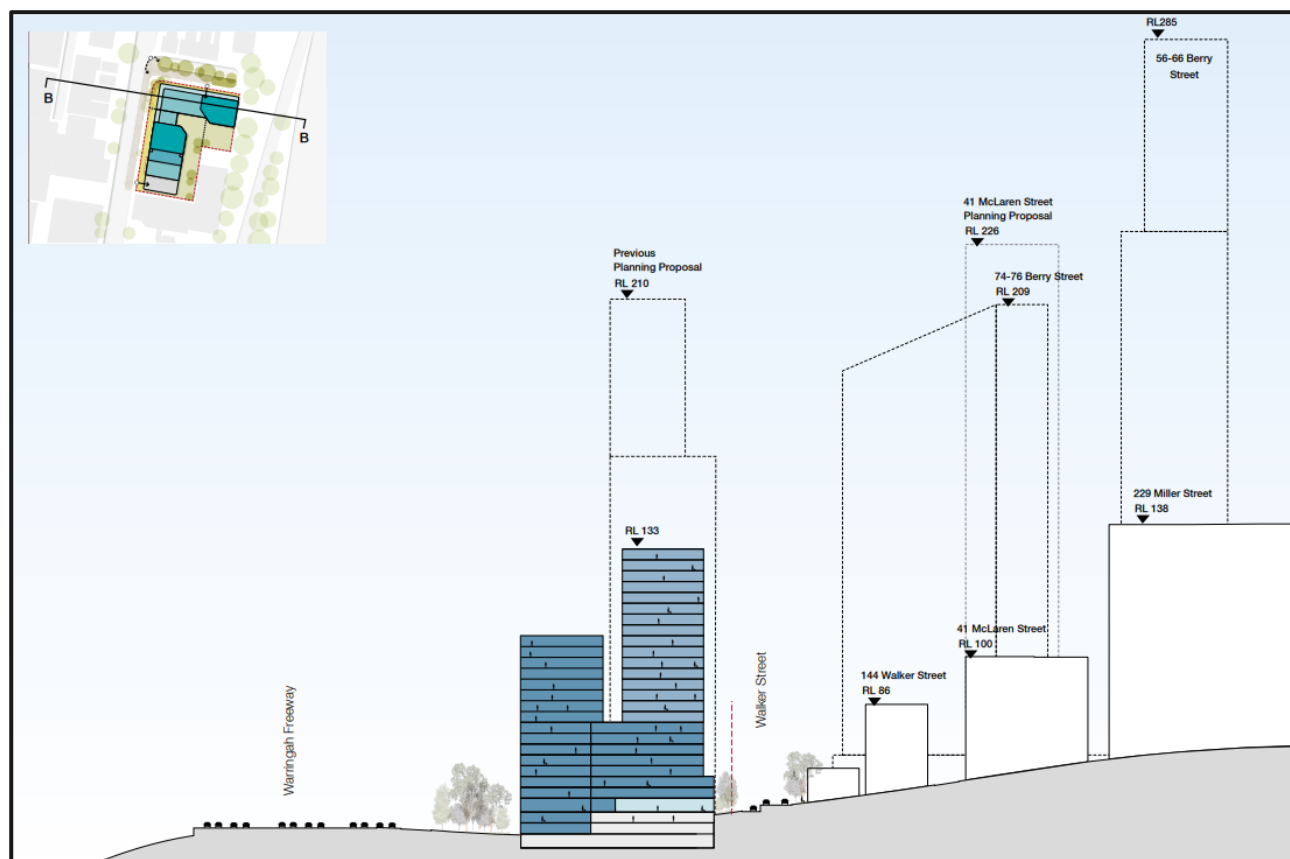 RL285
56-66 Berry
Street
B
B
41 McLaren Street
Planning Proposal
RL 226
Previous
Planning Proposal
RL 210
74-76 Berry Street
RL 209
229 Miller Street
RL 138
RL 133
41 McLaren Street
RL 100
144 Walker Street
RL 86
Warringah Freeway
Walker Street